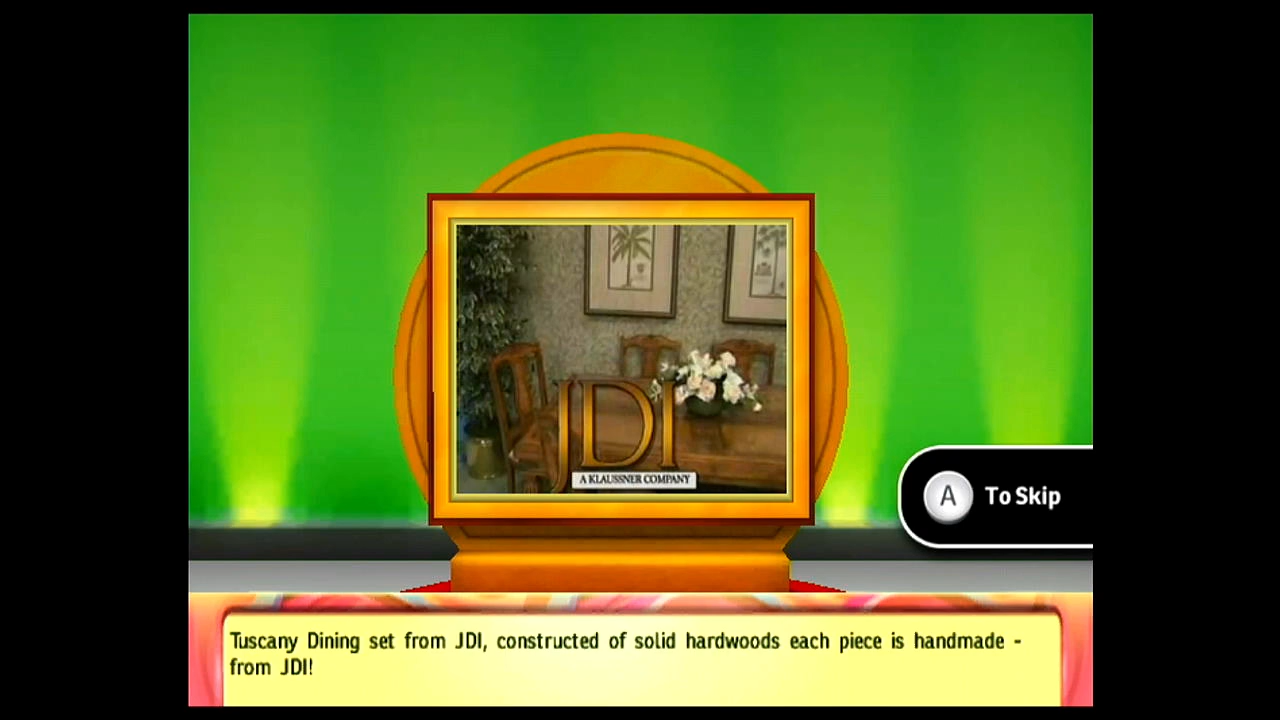 JDI
A KLAUSSNER COMPANY
A To Skip
Tuscany Dining set from JDI, constructed of solid hardwoods each piece is handmade -
from JDI!